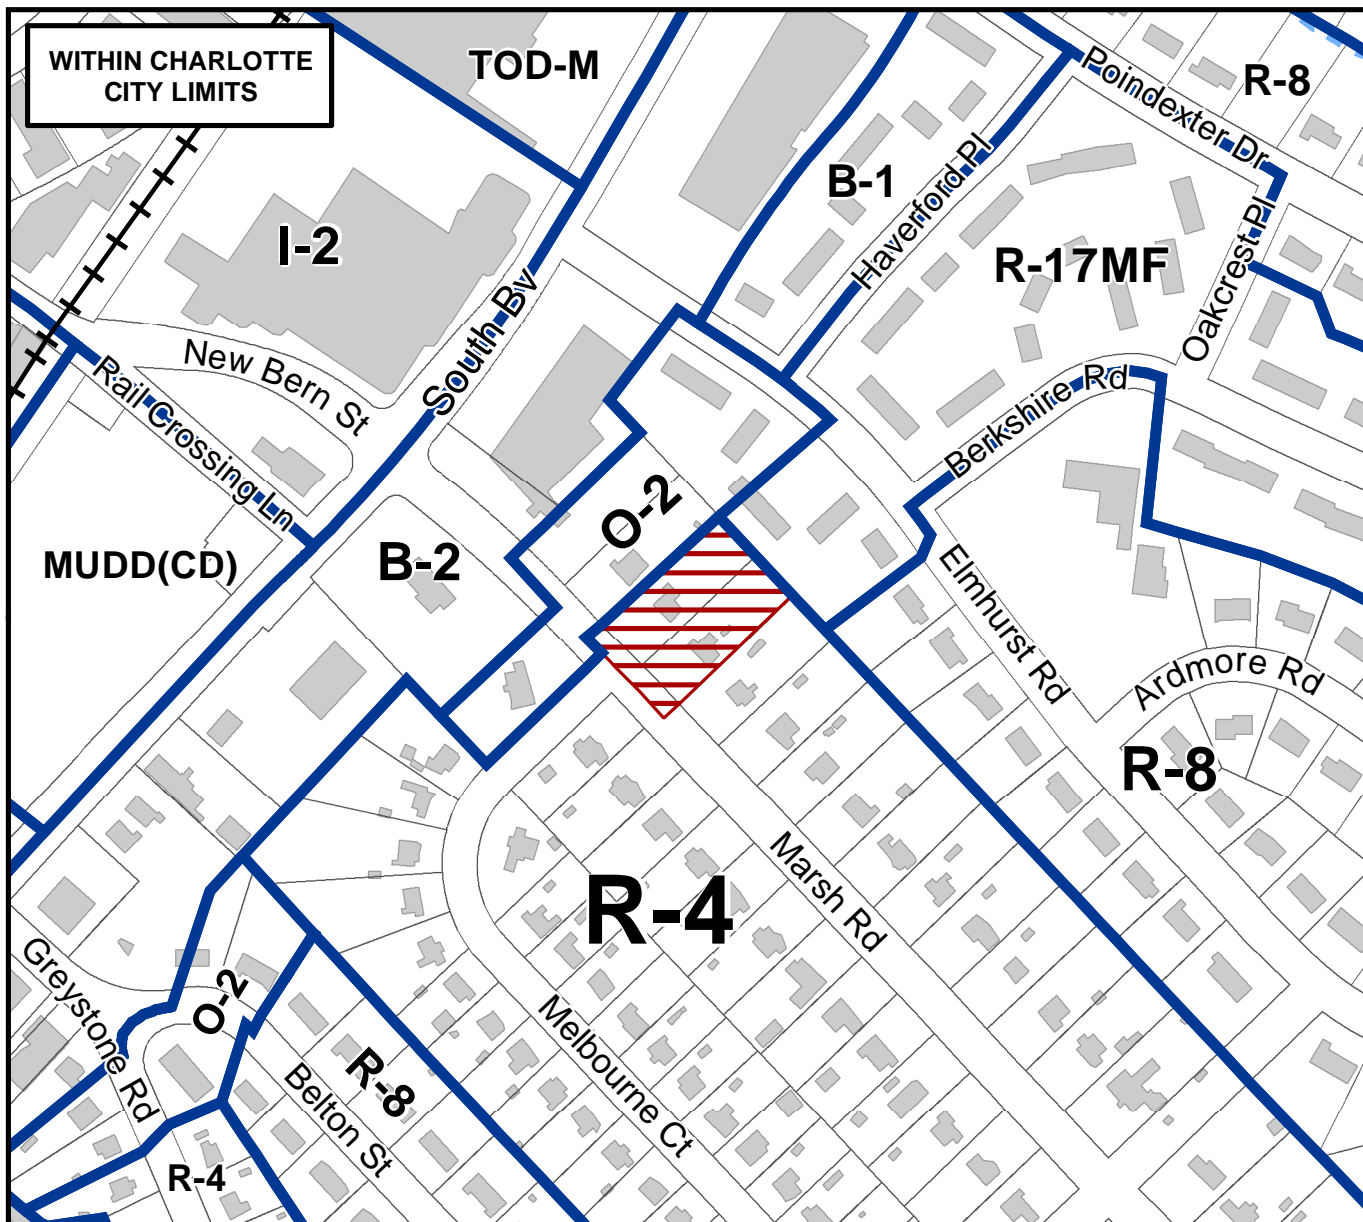 WITHIN CHARLOTTE
CITY LIMITS
TOD-M
R-8
Poindexter Dr
B-1
Haverford Pl
I-2
South Bv
R-17MF
Oakcrest Pl
New Bern St
Rail Crossing Ln
Berkshire Rd
O-2
B-2
MUDD(CD)
Elmhurst Rd
Ardmore Rd
R-8
Marsh Rd
R-4
Greystone Rd
O-2
Melbourne Ct
R-8
Belton St
R-4